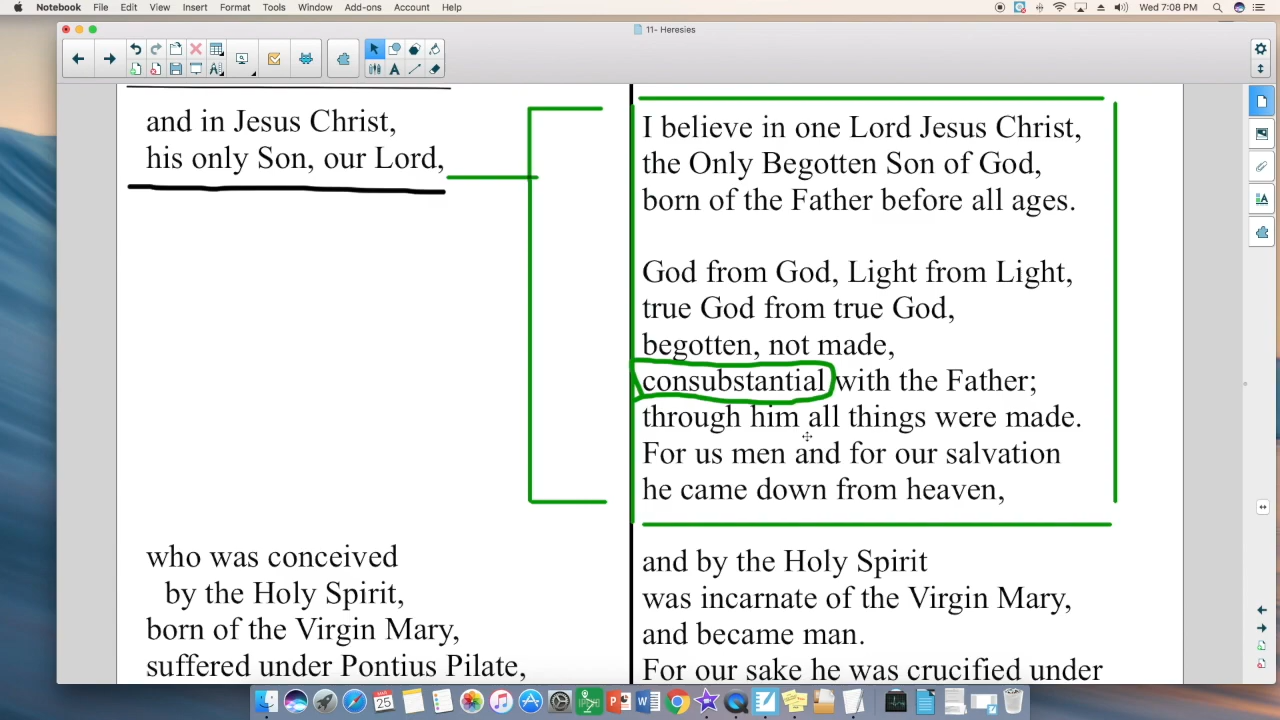 Notebook File Edit View Insert Format Tools Window Add-ons Account Help Wed 7:08 PM
11- Heresies
and in Jesus Christ,
his only Son, our Lord,
who was conceived
by the Holy Spirit,
born of the Virgin Mary,
suffered under Pontius Pilate,
I believe in one Lord Jesus Christ,
the Only Begotten Son of God,
born of the Father before all ages.
God from God, Light from Light,
true God from true God,
begotten, not made,
consubstantial with the Father;
through him all things were made.
For us men and for our salvation
he came down from heaven,
and by the Holy Spirit
was incarnate of the Virgin Mary,
and became man.
For our sake he was crucified under
25